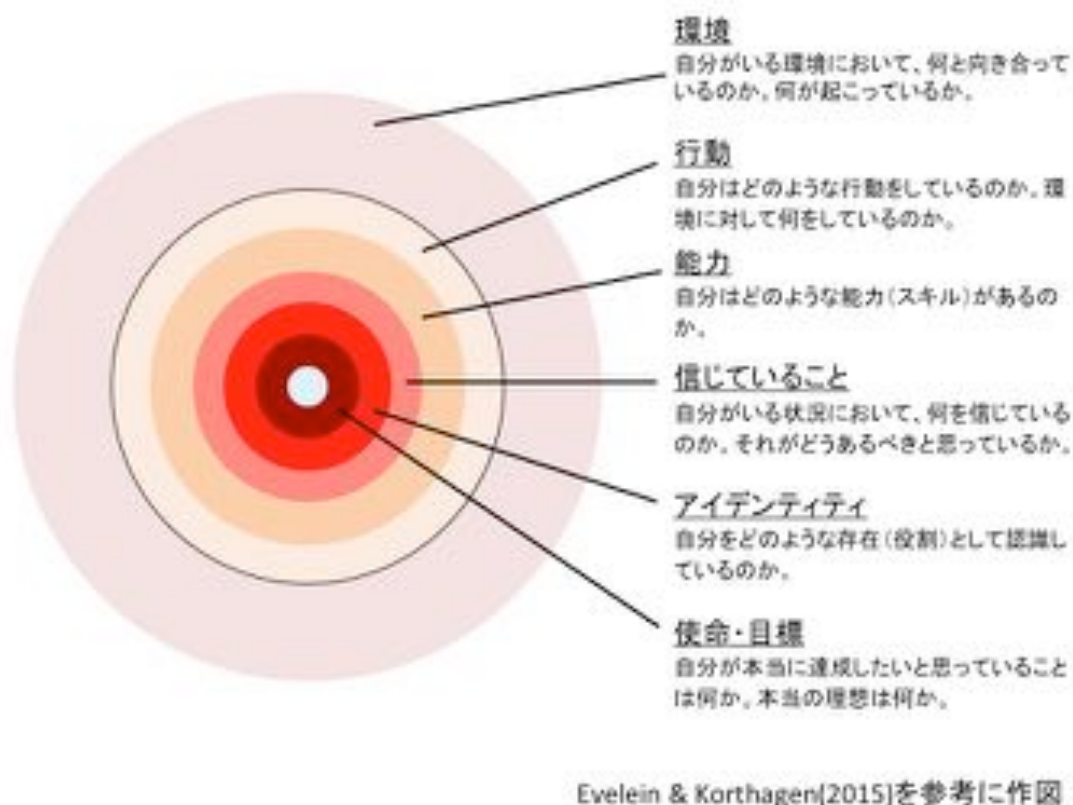 環境
自分がいる環境において、何と向き合って
いるのか。何が起こっているか。
行動
自分はどのような行動をしているのか。環
境に対して何をしているのか。
能力
自分はどのような能力(スキル)があるの
か。
信じていること
自分がいる状況において、何を信じている
のか。それがどうあるべきと思っているか。
アイデンティティ
自分をどのような存在(役割)として認識し
ているのか。
使命・目標
自分が本当に達成したいと思っていること
は何か。本当の理想は何か。
Evelein & Korthagen(2015)を参考に作図